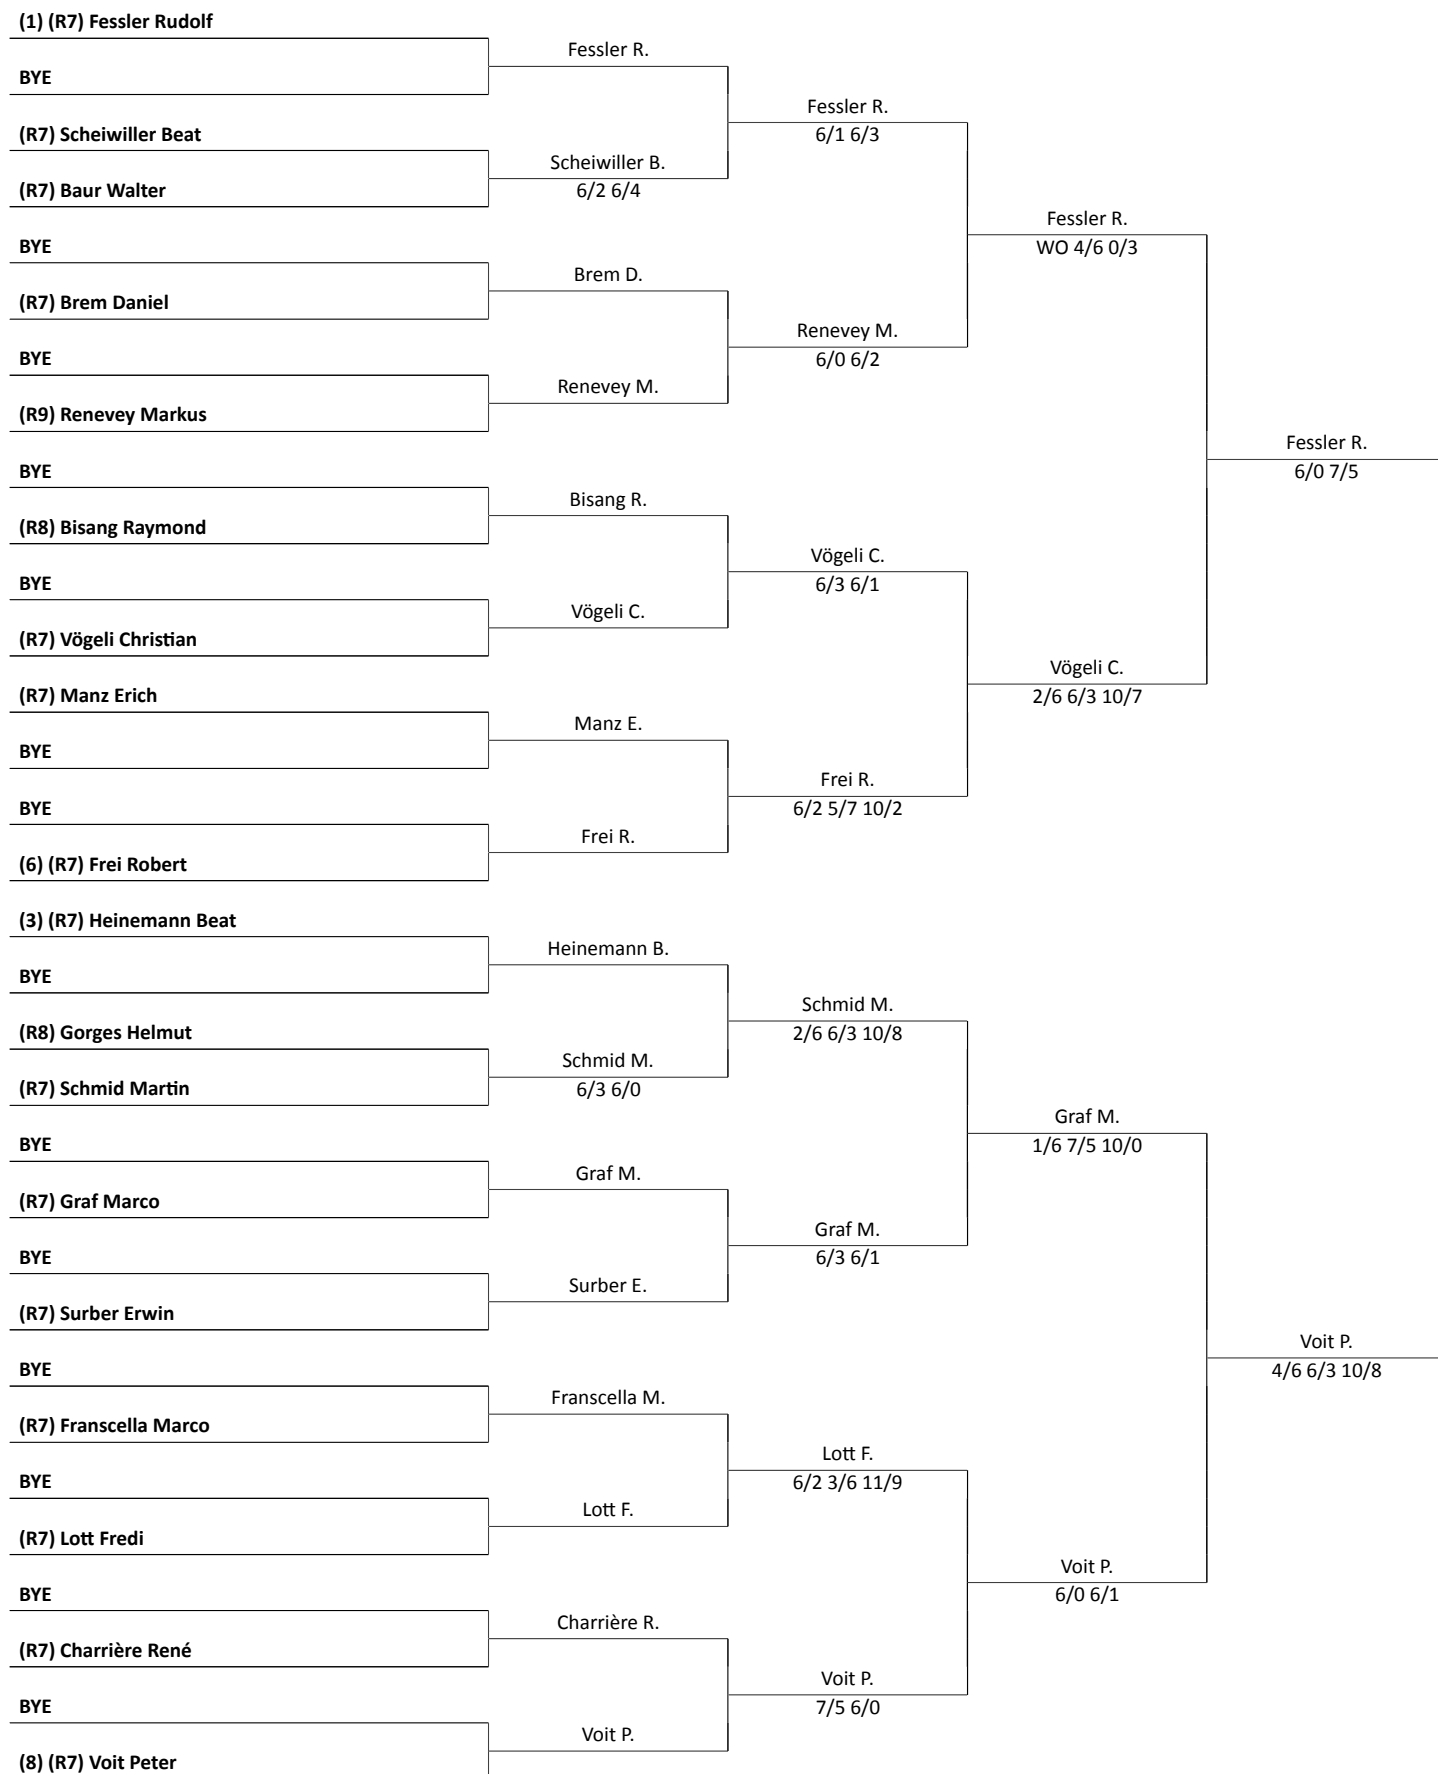 (1) (R7) Fessler Rudolf
BYE
(R7) Scheiwiller Beat
(R7) Baur Walter
BYE
(R7) Brem Daniel
BYE
(R9) Renevey Markus
BYE
(R8) Bisang Raymond
BYE
(R7) Vögeli Christian
(R7) Manz Erich
BYE
BYE
(6) (R7) Frei Robert
(3) (R7) Heinemann Beat
BYE
(R8) Gorges Helmut
(R7) Schmid Martin
BYE
(R7) Graf Marco
BYE
(R7) Surber Erwin
BYE
(R7) Franscella Marco
BYE
(R7) Lott Fredi
BYE
(R7) Charrière René
BYE
(8) (R7) Voit Peter
Fessler R.
Scheiwiller B.
6/2 6/4
Brem D.
Renevey M.
Bisang R.
Vögeli C.
Manz E.
Frei R.
Heinemann B.
Schmid M.
6/3 6/0
Graf M.
Surber E.
Franscella M.
Lott F.
Charrière R.
Voit P.
Fessler R.
6/1 6/3
Renevey M.
6/0 6/2
Vögeli C.
6/3 6/1
Frei R.
6/2 5/7 10/2
Schmid M.
2/6 6/3 10/8
Graf M.
6/3 6/1
Lott F.
6/2 3/6 11/9
Voit P.
7/5 6/0
Fessler R.
WO 4/6 0/3
Vögeli C.
2/6 6/3 10/7
Graf M.
1/6 7/5 10/0
Voit P.
6/0 6/1
Fessler R.
6/0 7/5
Voit P.
4/6 6/3 10/8